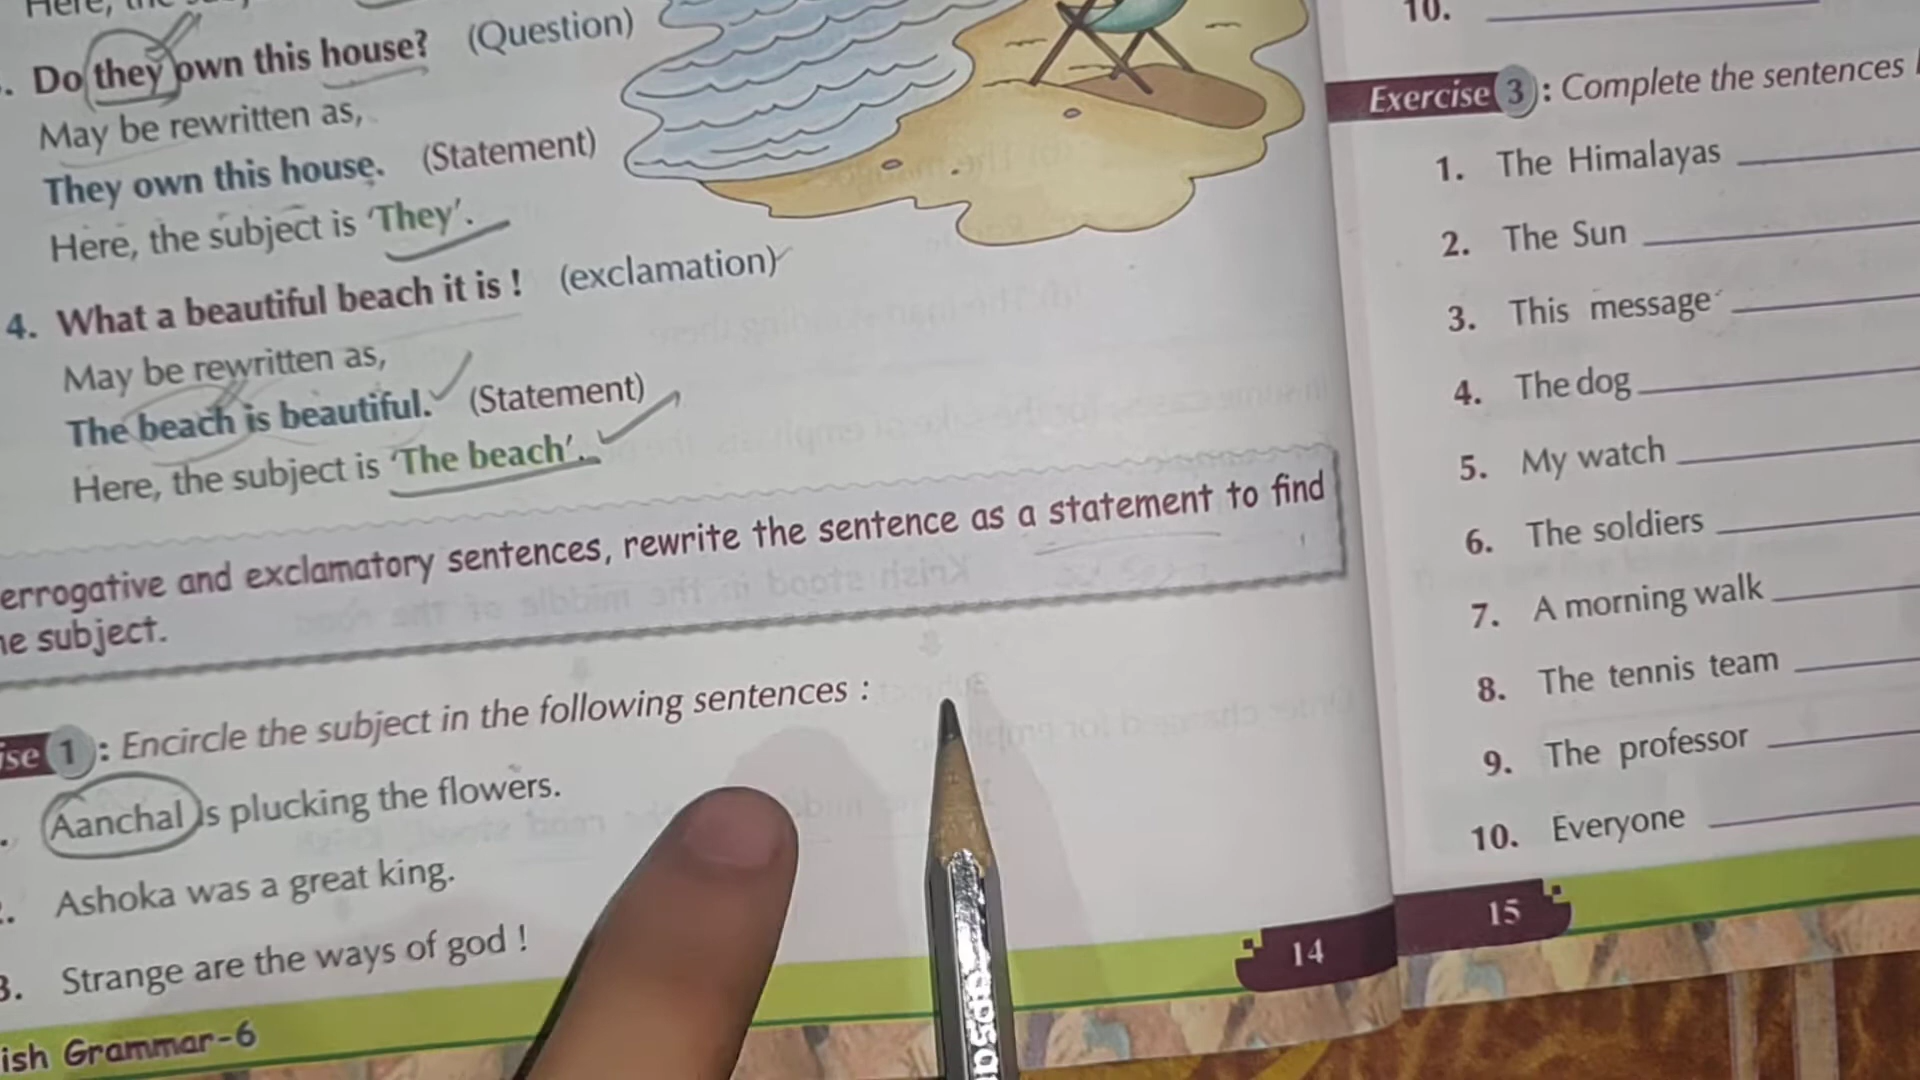 Do they own this house? (Question)
May be rewritten as,
They own this house. (Statement)
Here, the subject is ‘They’.
4. What a beautiful beach it is ! (exclamation)
May be rewritten as,
The beach is beautiful. (Statement)
Here, the subject is ‘The beach’.
errogative and exclamatory sentences, rewrite the sentence as a statement to find
subject.
1 : Encircle the subject in the following sentences :
Aanchal is plucking the flowers.
Ashoka was a great king.
3. Strange are the ways of god !
ish Grammar-6
14
10.
Exercise 3 : Complete the sentences
1. The Himalayas
2. The Sun
3. This message
4. The dog
5. My watch
6. The soldiers
7. A morning walk
8. The tennis team
9. The professor
10. Everyone
15